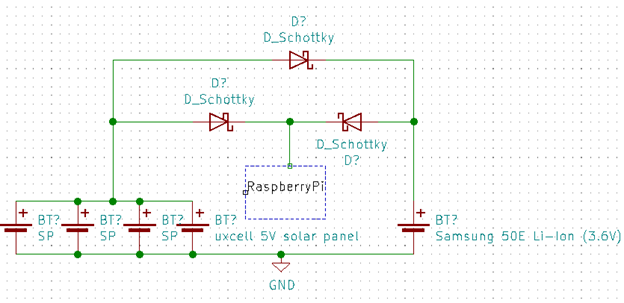 D?
D_Schottky
D?
D_Schottky
D_Schottky
D?
RaspberryPi
BT?
SP
BT?
SP
BT?
SP
BT?
uxcell 5V solar panel
BT?
Samsung 50E Li-Ion (3.6V)
GND